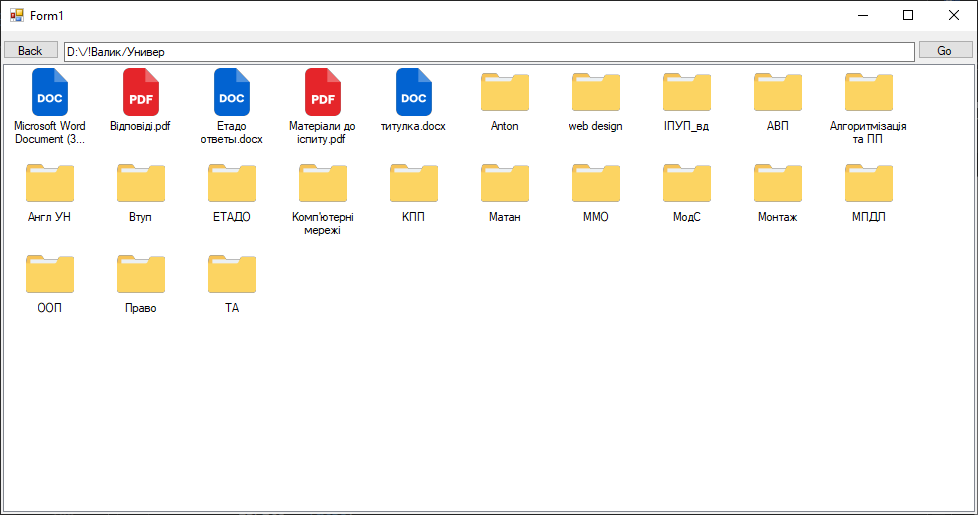 Form1
Back
D:\/!Валик/Универ
Go
DOC
PDF
DOC
PDF
DOC
Microsoft Word
Document (3...
Відповіді.pdf
Етадо
ответы.docx
Матеріали до
іспиту.pdf
титулка.docx
Anton
web design
ІПУП_вд
АВП
Алгоритмізація
та ПП
Англ УН
Втуп
ЕТАДО
Комп'ютерні
мережі
КПП
Матан
ММО
МодС
Монтаж
МПДЛ
ООП
Право
ТА